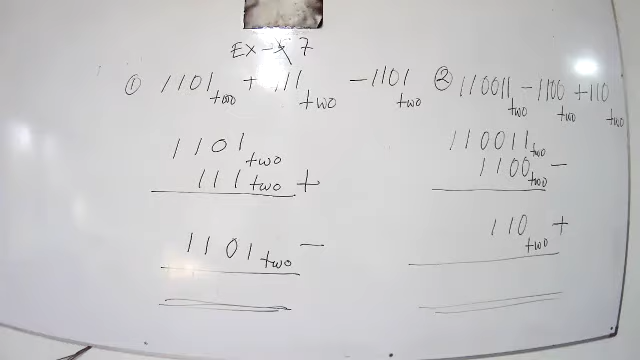 Ex - 7
① 1101two + 111two - 1101two
1101two
111two +
1101two -
② 110011two - 1100two + 110two
110011two
1100two -
110two +